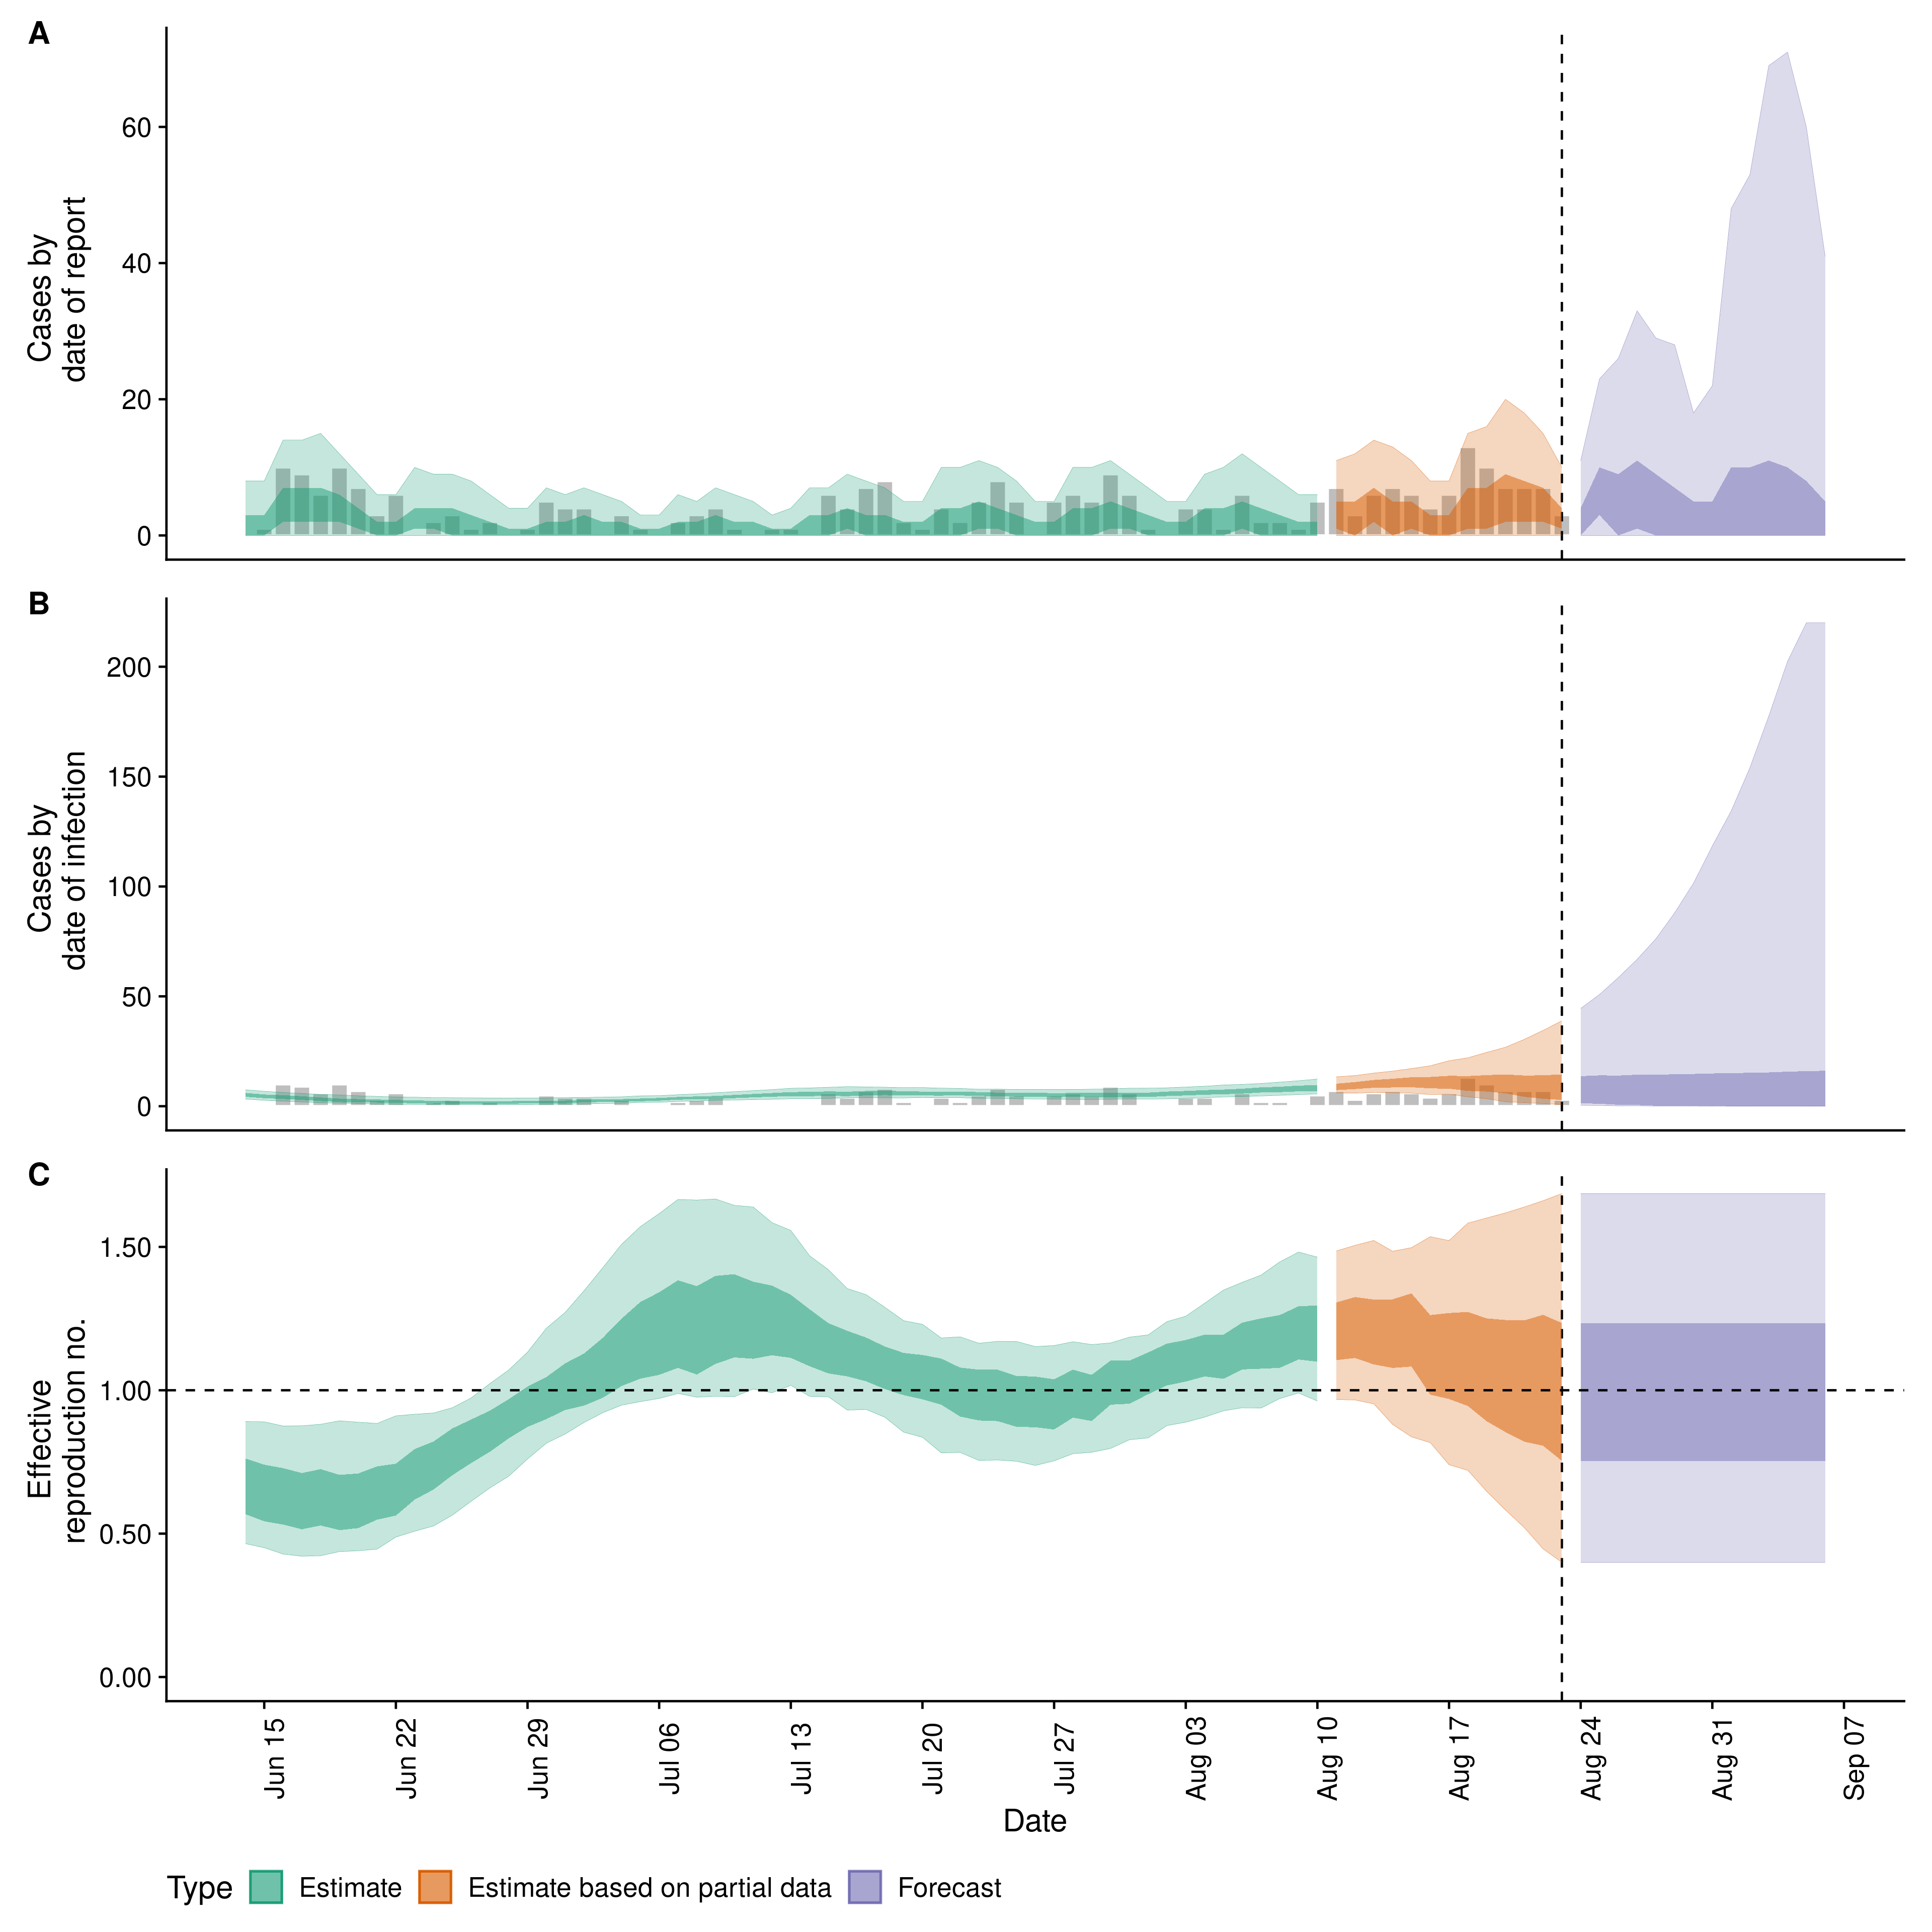 A
Cases by
date of report
60
40
20
0
B
Cases by
date of infection
200
150
100
50
0
C
Effective
reproduction no.
1.50
1.00
0.50
0.00
Jun 15
Jun 22
Jun 29
Jul 06
Jul 13
Jul 20
Jul 27
Aug 03
Aug 10
Aug 17
Aug 24
Aug 31
Sep 07
Date
Type Estimate Estimate based on partial data Forecast